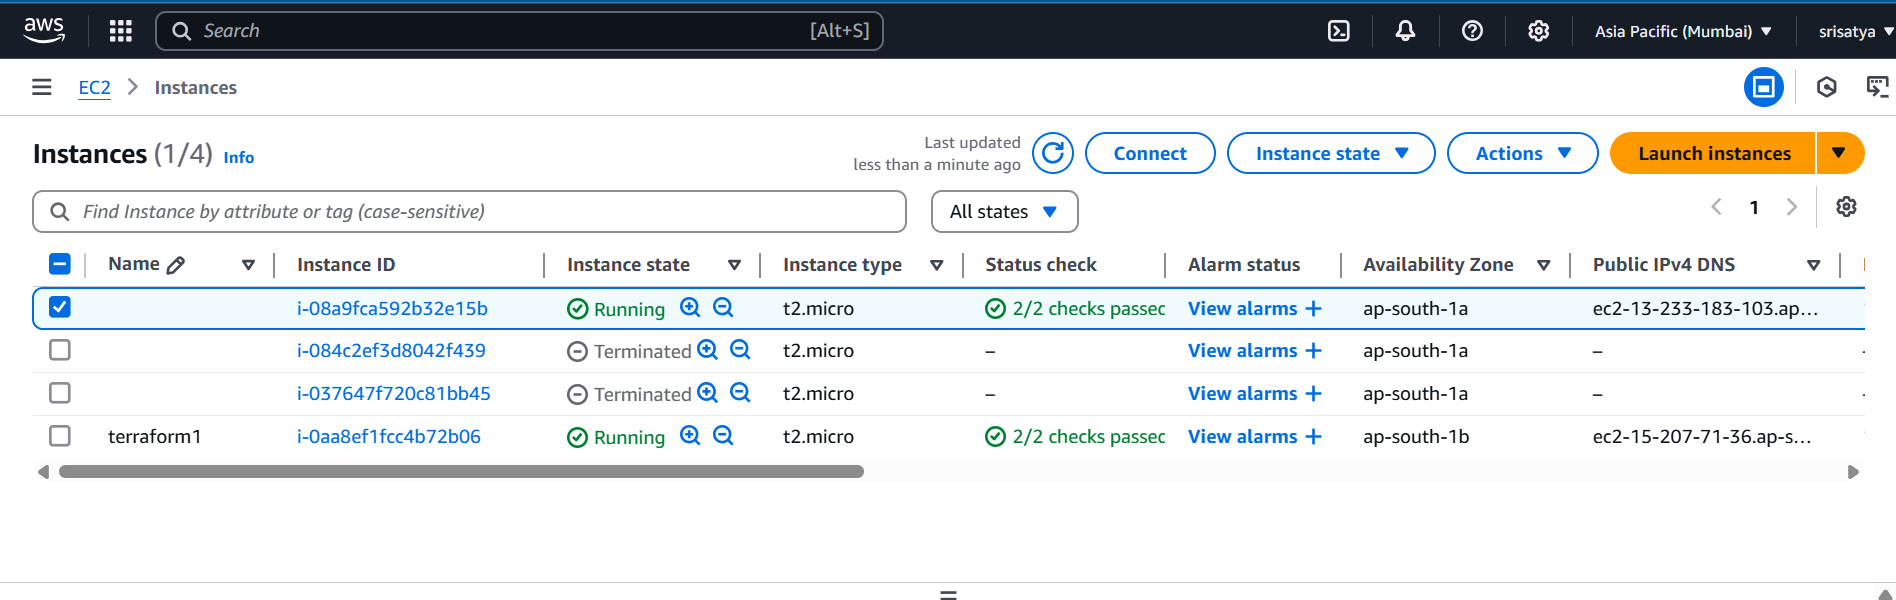 aws Search [Alt+S] Asia Pacific (Mumbai) srisatya
EC2 Instances
Instances (1/4) Info Last updated less than a minute ago Connect Instance state Actions Launch instances
Find Instance by attribute or tag (case-sensitive) All states 1
Name Instance ID Instance state Instance type Status check Alarm status Availability Zone Public IPv4 DNS
i-08a9fca592b32e15b Running t2.micro 2/2 checks passec View alarms + ap-south-1a ec2-13-233-183-103.ap...
i-084c2ef3d8042f439 Terminated t2.micro – View alarms + ap-south-1a –
i-037647f720c81bb45 Terminated t2.micro – View alarms + ap-south-1a –
terraform1 i-0aa8ef1fcc4b72b06 Running t2.micro 2/2 checks passec View alarms + ap-south-1b ec2-15-207-71-36.ap-s...